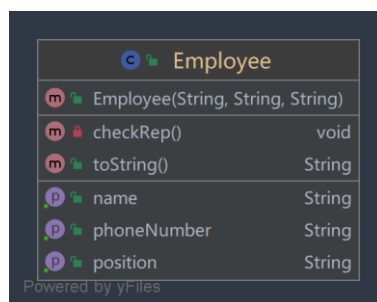 C Employee
m Employee(String, String, String)
m checkRep() void
m toString() String
p name String
p phoneNumber String
p position String
Powered by yFiles